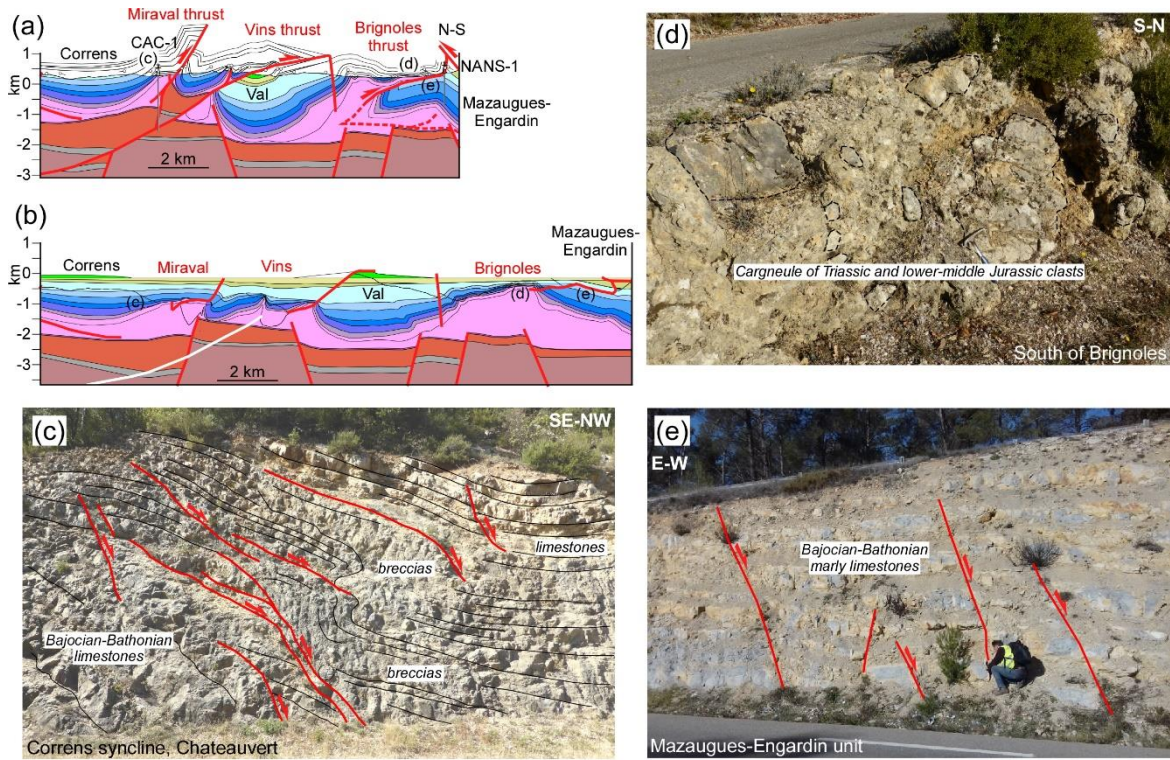 (a)
Miraval thrust
Vins thrust
Brignoles
thrust
N-S
Correns
CAC-1
(c)
(d)
NANS-1
(e)
Val
Mazaugues-
Engardin
km
0
-1
-2
-3
2 km
(b)
Mazaugues-
Engardin
Correns
Miraval
Vins
Brignoles
(c)
Val
(d)
(e)
km
1
0
-1
-2
-3
2 km
(d)
S-N
Cargneule of Triassic and lower-middle Jurassic clasts
South of Brignoles
(c)
SE-NW
limestones
breccias
Bajocian-Bathonian
limestones
breccias
Correns syncline, Chateauvert
(e)
E-W
Bajocian-Bathonian
marly limestones
Mazaugues-Engardin unit